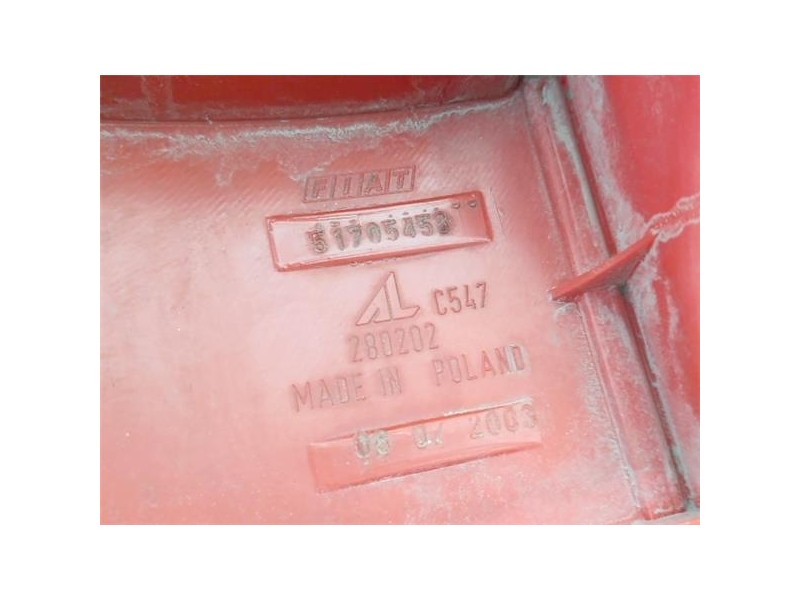 FIAT
51705459
AL C547
280202
MADE IN POLAND
2003